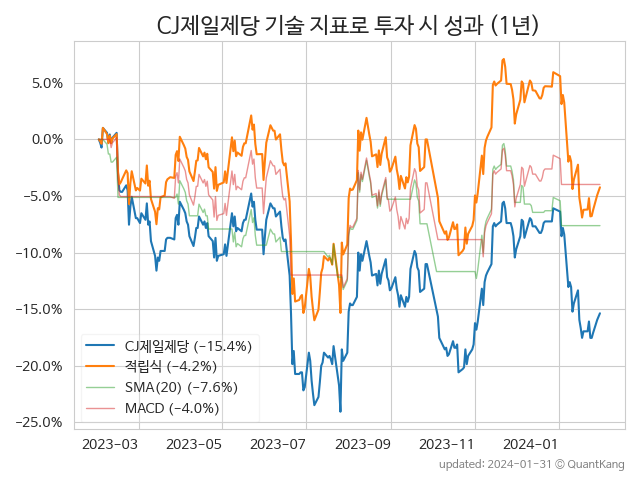 CJ제일제당 기술 지표로 투자 시 성과 (1년)
5.0%
0.0%
−5.0%
−10.0%
−15.0%
−20.0%
−25.0%
CJ제일제당 (−15.4%)
적립식 (−4.2%)
SMA(20) (−7.6%)
MACD (−4.0%)
2023-03 2023-05 2023-07 2023-09 2023-11 2024-01
updated: 2024-01-31 © QuantKang